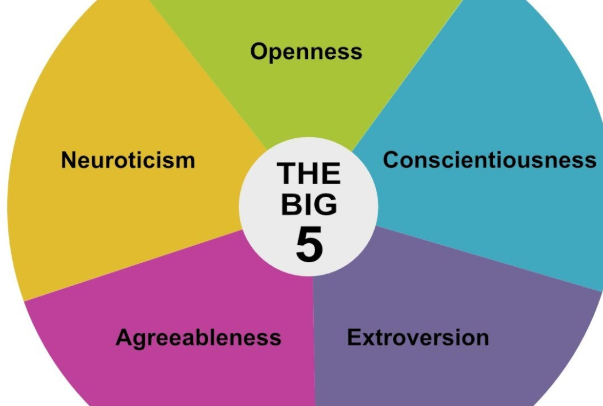 Openness
Neuroticism
Conscientiousness
THE
BIG
5
Agreeableness
Extroversion